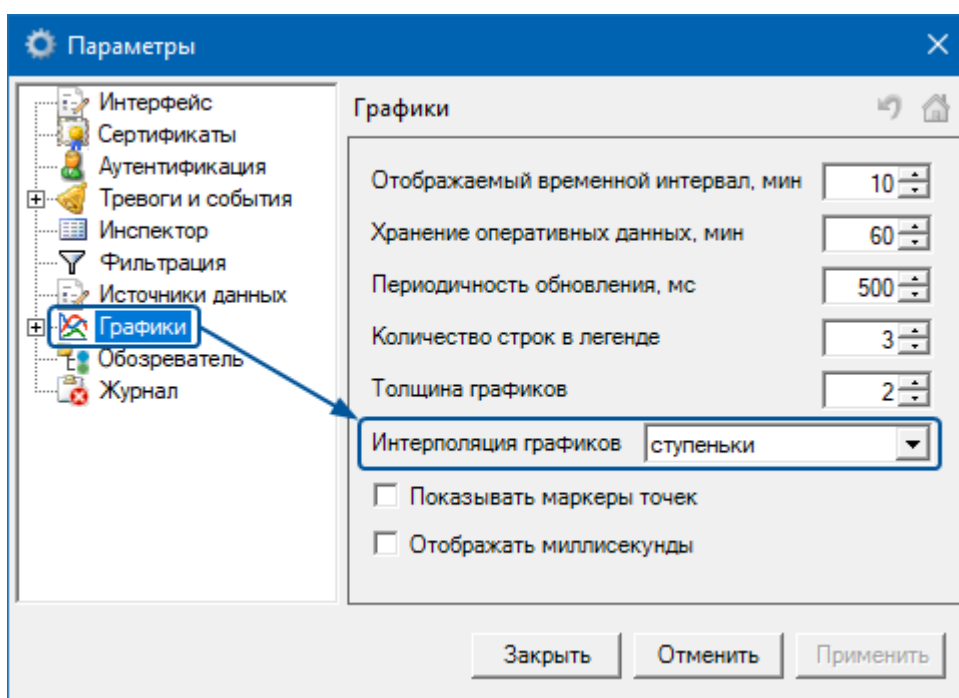 Параметры
Интерфейс
Сертификаты
Аутентификация
Тревоги и события
Инспектор
Фильтрация
Источники данных
Графики
Обозреватель
Журнал
Графики
Отображаемый временной интервал, мин 10
Хранение оперативных данных, мин 60
Периодичность обновления, мс 500
Количество строк в легенде 3
Толщина графиков 2
Интерполяция графиков ступеньки
Показывать маркеры точек
Отображать миллисекунды
Закрыть Отменить Применить